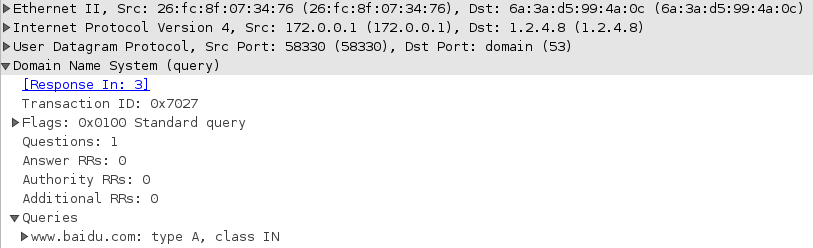 Ethernet II, Src: 26:fc:8f:07:34:76 (26:fc:8f:07:34:76), Dst: 6a:3a:d5:99:4a:0c (6a:3a:d5:99:4a:0c)
Internet Protocol Version 4, Src: 172.0.0.1 (172.0.0.1), Dst: 1.2.4.8 (1.2.4.8)
User Datagram Protocol, Src Port: 58330 (58330), Dst Port: domain (53)
Domain Name System (query)
[Response In: 3]
Transaction ID: 0x7027
Flags: 0x0100 Standard query
Questions: 1
Answer RRs: 0
Authority RRs: 0
Additional RRs: 0
Queries
www.baidu.com: type A, class IN